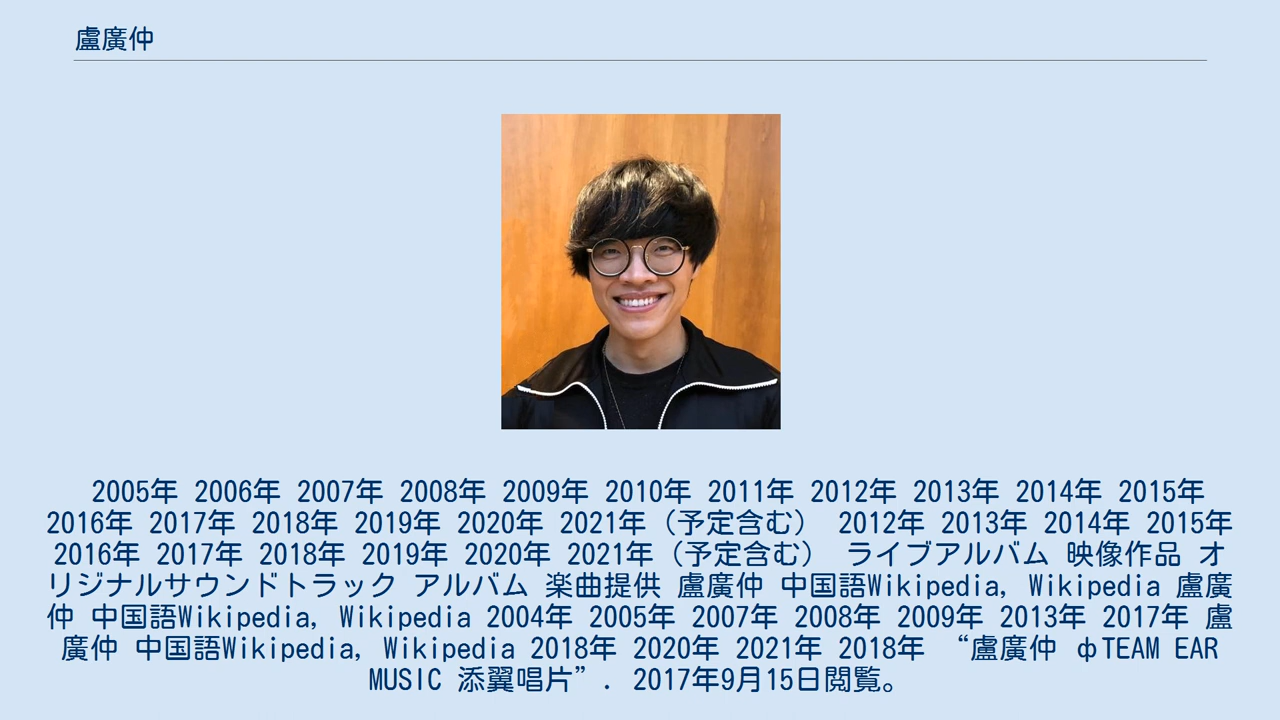 盧廣仲
2005年 2006年 2007年 2008年 2009年 2010年 2011年 2012年 2013年 2014年 2015年
2016年 2017年 2018年 2019年 2020年 2021年（予定含む） 2012年 2013年 2014年 2015年
2016年 2017年 2018年 2019年 2020年 2021年（予定含む） ライブアルバム 映像作品 オ
リジナルサウンドトラック アルバム 楽曲提供 盧廣仲 中国語Wikipedia, Wikipedia 盧廣
仲 中国語Wikipedia, Wikipedia 2004年 2005年 2007年 2008年 2009年 2013年 2017年 盧
廣仲 中国語Wikipedia, Wikipedia 2018年 2020年 2021年 2018年 “盧廣仲 фTEAM EAR
MUSIC 添翼唱片”. 2017年9月15日閲覧。